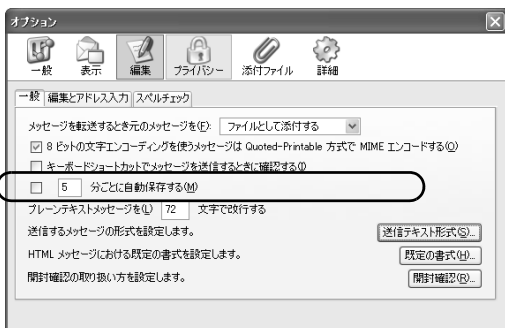 オプション
一般 表示 編集 プライバシー 添付ファイル 詳細
一般 編集とアドレス入力 スペルチェック
メッセージを転送するとき元のメッセージを(F): ファイルとして添付する
8 ビットの文字エンコーディングを使うメッセージは Quoted-Printable 方式で MIME エンコードする(Q)
キーボードショートカットでメッセージを送信するときに確認する(I)
5 分ごとに自動保存する(M)
プレーンテキストメッセージを(L) 72 文字で改行する
送信するメッセージの形式を設定します。 送信テキスト形式(S)...
HTML メッセージにおける既定の書式を設定します。 既定の書式(H)...
開封確認の取り扱い方を設定します。 開封確認(R)...